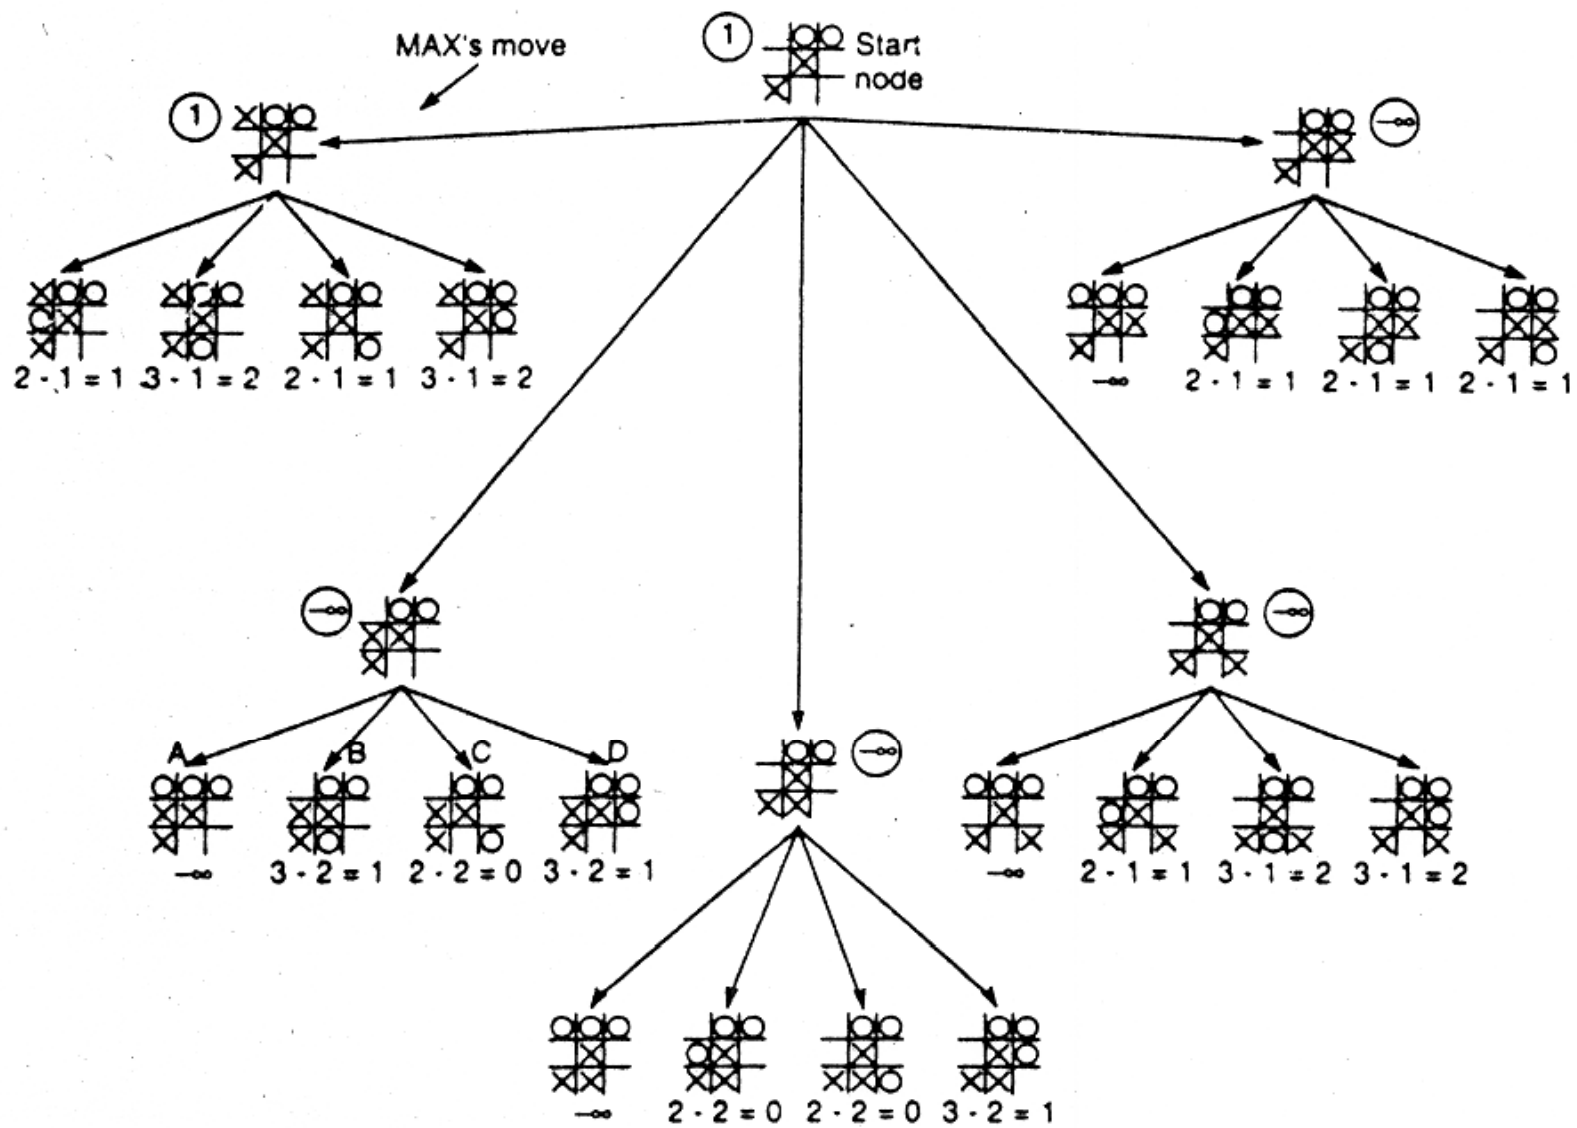 MAX's move
1
Start
node
1
−∞
2 · 1 = 1
3 · 1 = 2
2 · 1 = 1
3 · 1 = 2
−∞
2 · 1 = 1
2 · 1 = 1
2 · 1 = 1
−∞
−∞
A
B
C
D
−∞
−∞
3 · 2 = 1
2 · 2 = 0
3 · 2 = 1
−∞
2 · 1 = 1
3 · 1 = 2
3 · 1 = 2
−∞
2 · 2 = 0
2 · 2 = 0
3 · 2 = 1